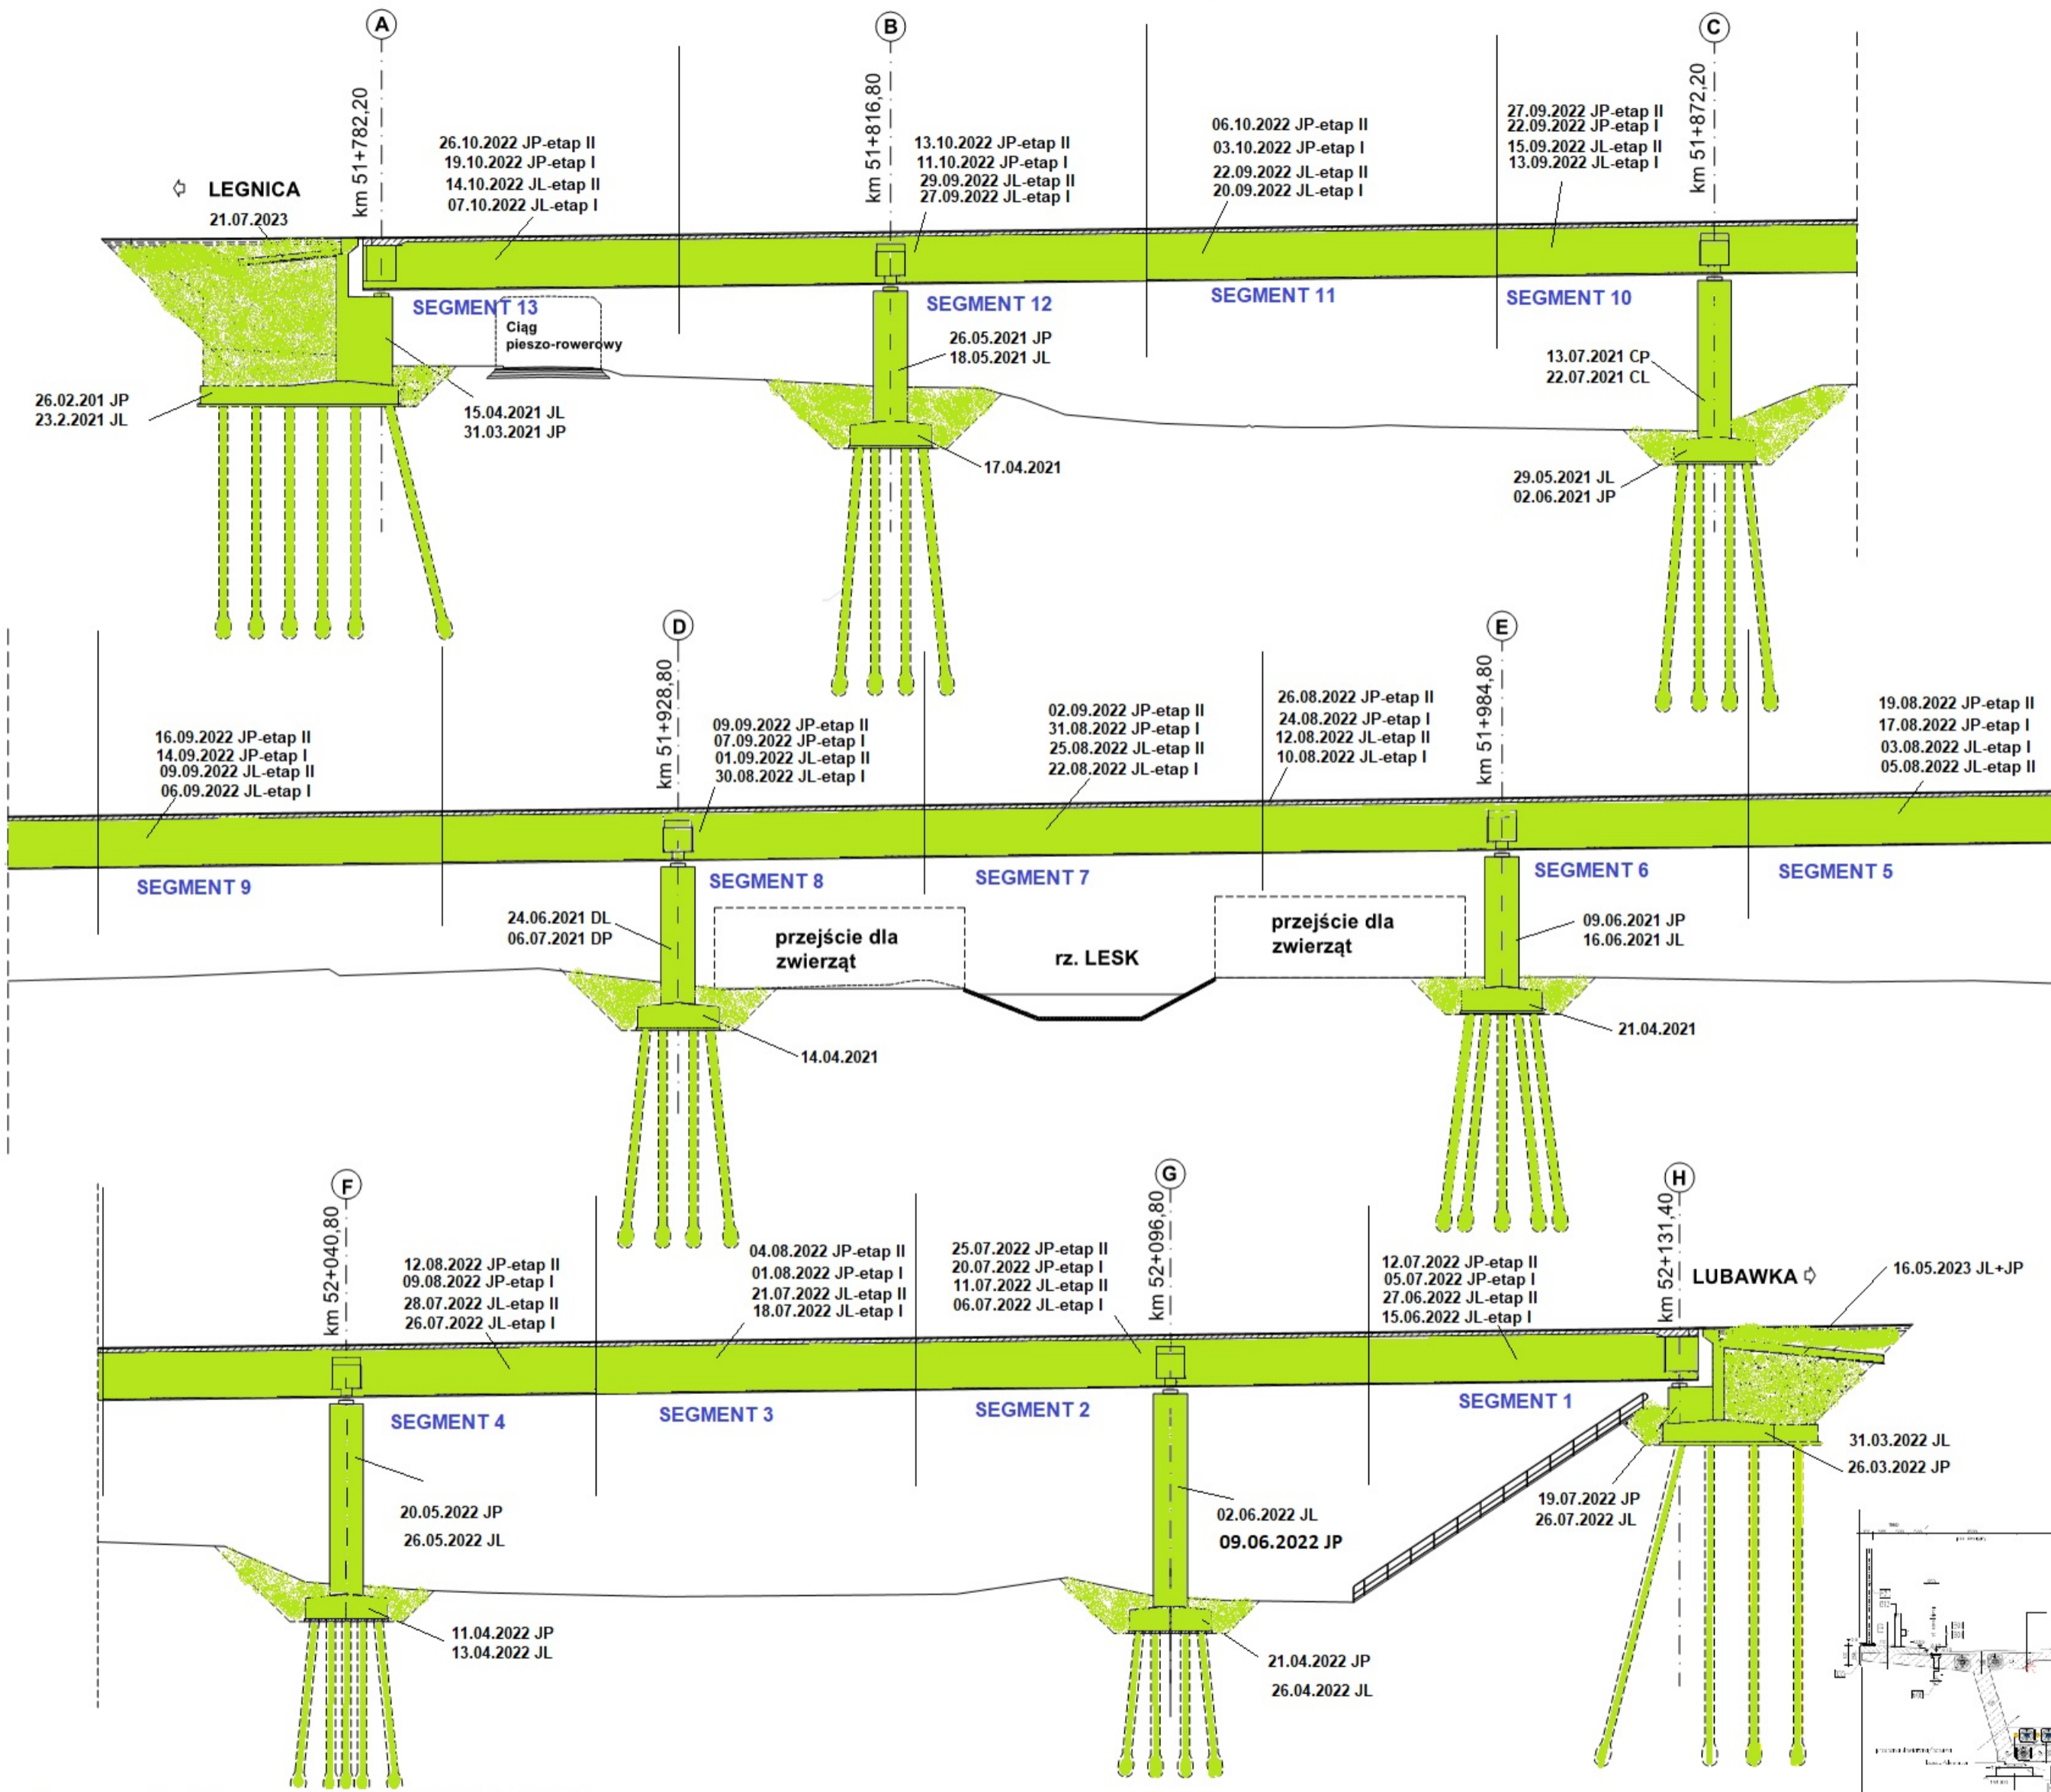 A
B
C
km 51+782,20
km 51+816,80
km 51+872,20
26.10.2022 JP-etap II
19.10.2022 JP-etap I
14.10.2022 JL-etap II
07.10.2022 JL-etap I
13.10.2022 JP-etap II
11.10.2022 JP-etap I
29.09.2022 JL-etap II
27.09.2022 JL-etap I
06.10.2022 JP-etap II
03.10.2022 JP-etap I
22.09.2022 JL-etap II
20.09.2022 JL-etap I
27.09.2022 JP-etap II
22.09.2022 JP-etap I
15.09.2022 JL-etap II
13.09.2022 JL-etap I
LEGNICA
21.07.2023
SEGMENT 13
SEGMENT 12
SEGMENT 11
SEGMENT 10
Ciąg
pieszo-rowerowy
26.05.2021 JP
18.05.2021 JL
13.07.2021 CP
22.07.2021 CL
26.02.201 JP
23.2.2021 JL
15.04.2021 JL
31.03.2021 JP
17.04.2021
29.05.2021 JL
02.06.2021 JP
D
E
km 51+928,80
km 51+984,80
16.09.2022 JP-etap II
14.09.2022 JP-etap I
09.09.2022 JL-etap II
06.09.2022 JL-etap I
09.09.2022 JP-etap II
07.09.2022 JP-etap I
01.09.2022 JL-etap II
30.08.2022 JL-etap I
02.09.2022 JP-etap II
31.08.2022 JP-etap I
25.08.2022 JL-etap II
22.08.2022 JL-etap I
26.08.2022 JP-etap II
24.08.2022 JP-etap I
12.08.2022 JL-etap II
10.08.2022 JL-etap I
19.08.2022 JP-etap II
17.08.2022 JP-etap I
03.08.2022 JL-etap I
05.08.2022 JL-etap II
SEGMENT 9
SEGMENT 8
SEGMENT 7
SEGMENT 6
SEGMENT 5
24.06.2021 DL
06.07.2021 DP
przejście dla
zwierząt
rz. LESK
przejście dla
zwierząt
09.06.2021 JP
16.06.2021 JL
14.04.2021
21.04.2021
F
G
H
km 52+040,80
km 52+096,80
km 52+131,40
12.08.2022 JP-etap II
09.08.2022 JP-etap I
28.07.2022 JL-etap II
26.07.2022 JL-etap I
04.08.2022 JP-etap II
01.08.2022 JP-etap I
21.07.2022 JL-etap II
18.07.2022 JL-etap I
25.07.2022 JP-etap II
20.07.2022 JP-etap I
11.07.2022 JL-etap II
06.07.2022 JL-etap I
12.07.2022 JP-etap II
05.07.2022 JP-etap I
27.06.2022 JL-etap II
15.06.2022 JL-etap I
LUBAWKA
16.05.2023 JL+JP
SEGMENT 4
SEGMENT 3
SEGMENT 2
SEGMENT 1
20.05.2022 JP
26.05.2022 JL
02.06.2022 JL
09.06.2022 JP
31.03.2022 JL
26.03.2022 JP
19.07.2022 JP
26.07.2022 JL
11.04.2022 JP
13.04.2022 JL
21.04.2022 JP
26.04.2022 JL